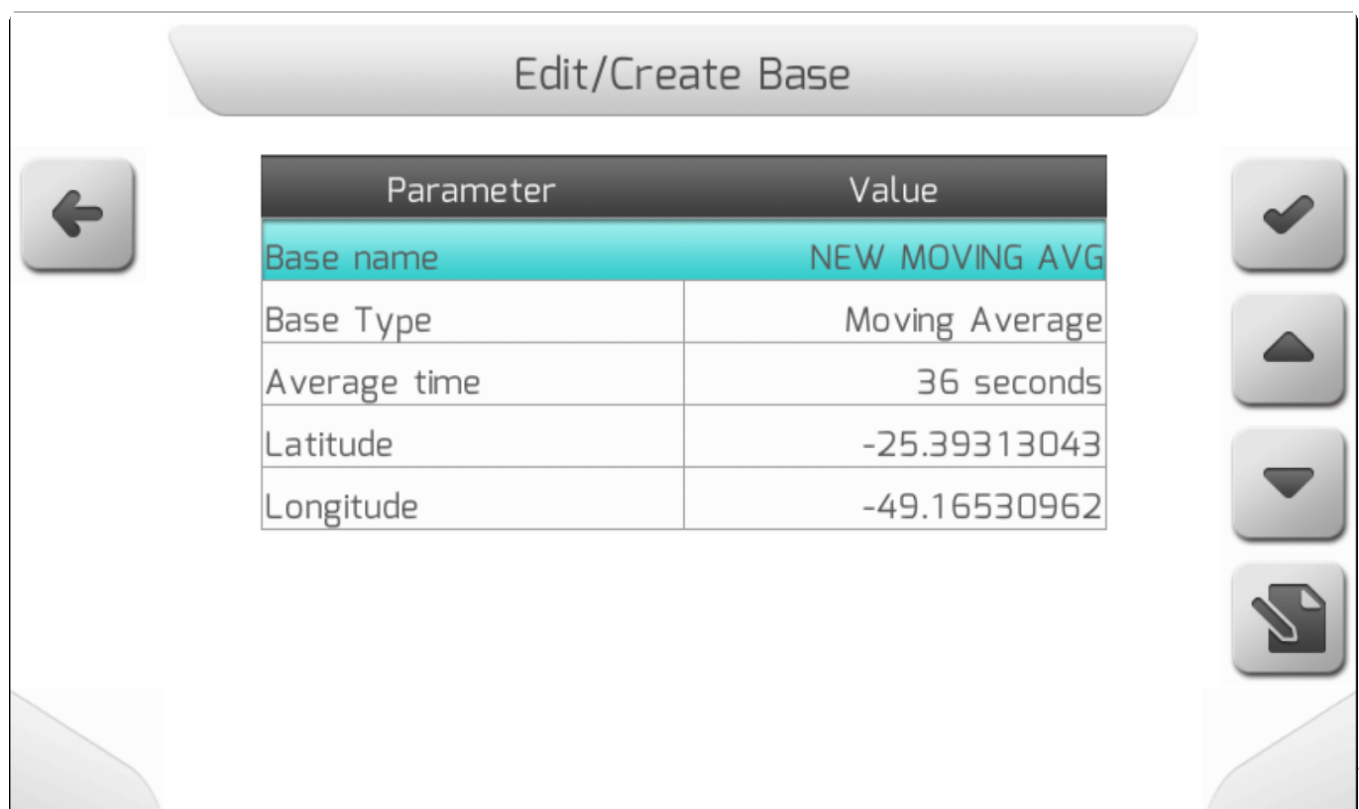 Edit/Create Base
Parameter Value
Base name NEW MOVING AVG
Base Type Moving Average
Average time 36 seconds
Latitude -25.39313043
Longitude -49.16530962